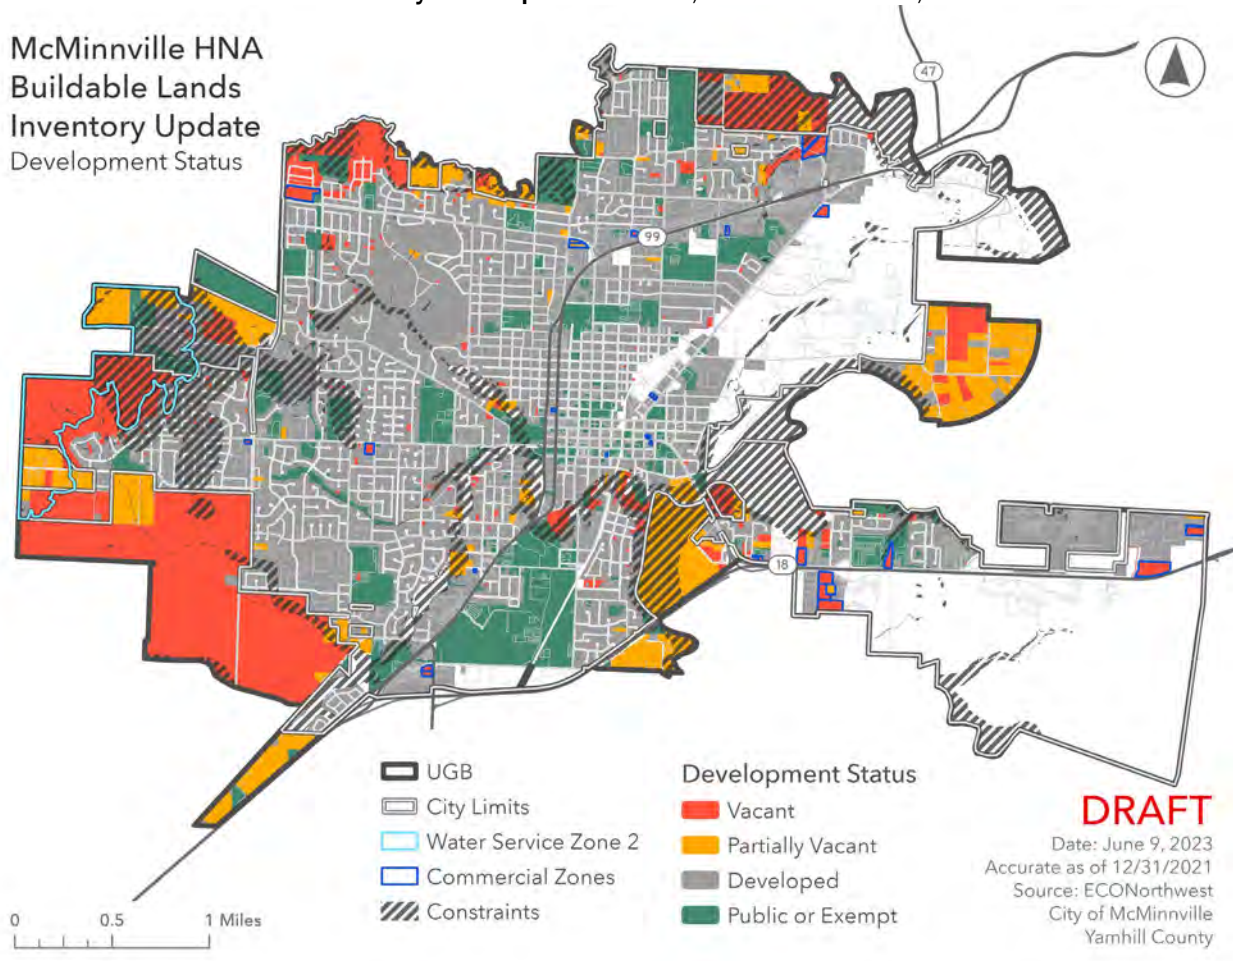 McMinnville HNA
Buildable Lands
Inventory Update
Development Status
47
99
18
UGB
City Limits
Water Service Zone 2
Commercial Zones
Constraints
Development Status
Vacant
Partially Vacant
Developed
Public or Exempt
0 0.5 1 Miles
DRAFT
Date: June 9, 2023
Accurate as of 12/31/2021
Source: ECONorthwest
City of McMinnville
Yamhill County